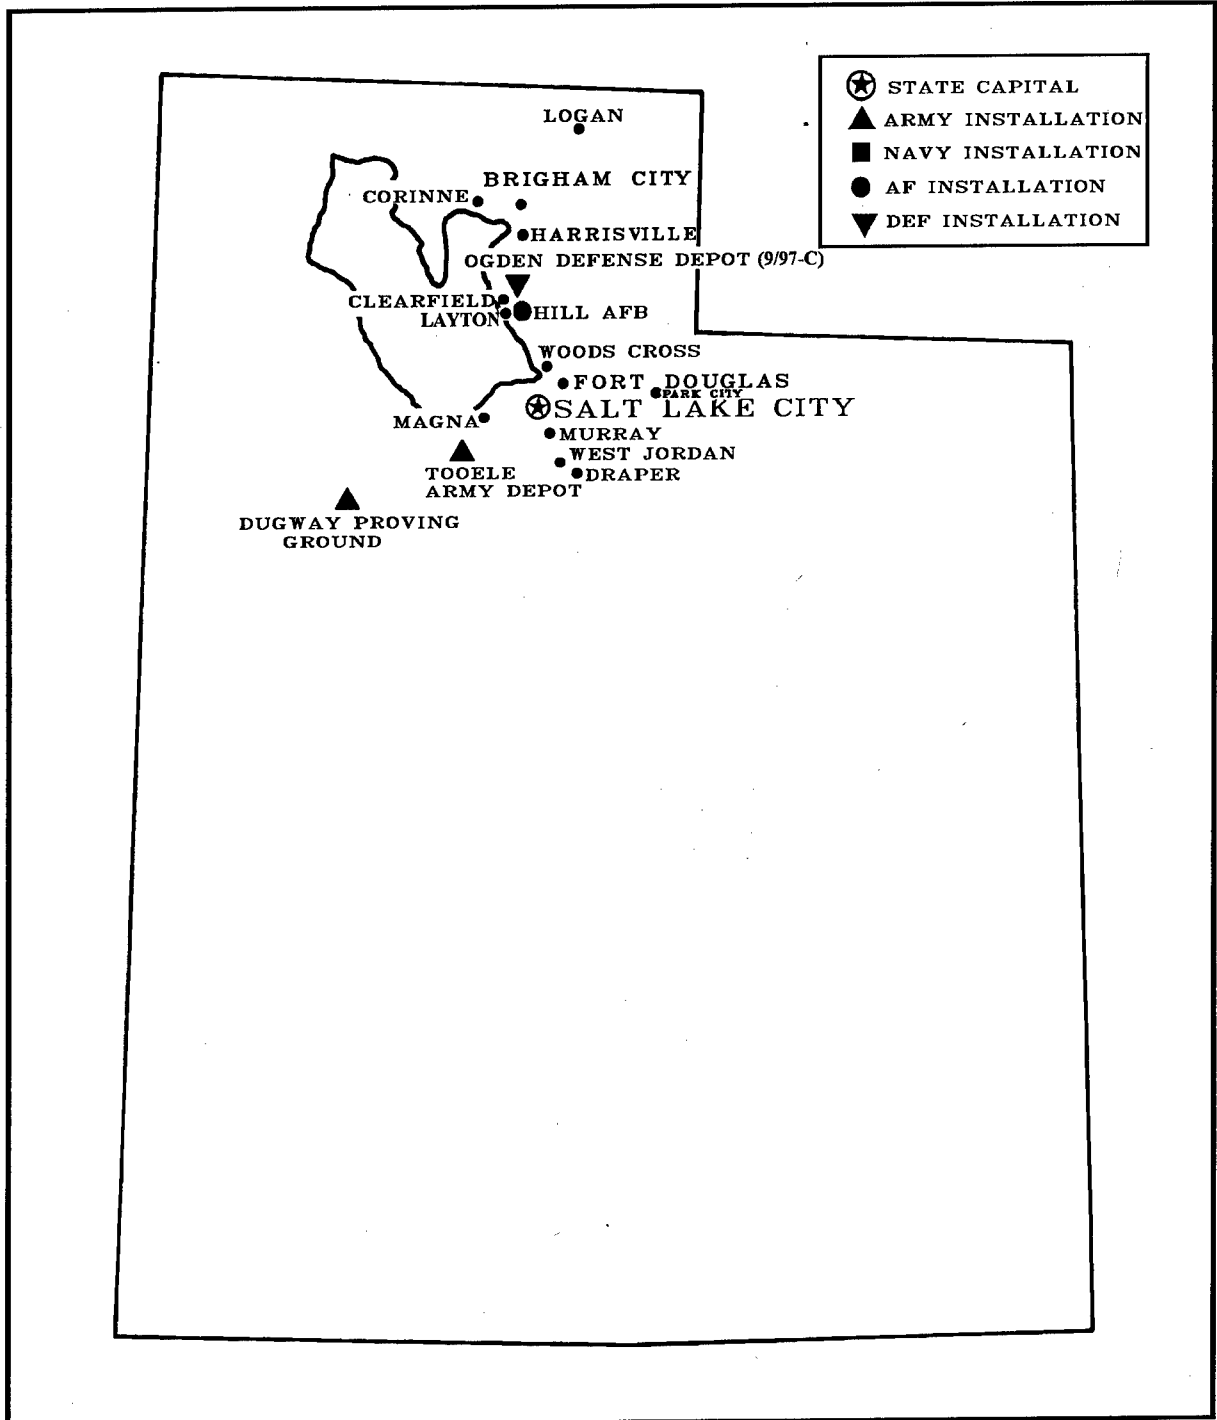 STATE CAPITAL
ARMY INSTALLATION
NAVY INSTALLATION
AF INSTALLATION
DEF INSTALLATION
LOGAN
BRIGHAM CITY
CORINNE
HARRISVILLE
OGDEN DEFENSE DEPOT (9/97-C)
CLEARFIELD
HILL AFB
LAYTON
WOODS CROSS
FORT DOUGLAS
PARK CITY
SALT LAKE CITY
MAGNA
MURRAY
WEST JORDAN
TOOELE
DRAPER
ARMY DEPOT
DUGWAY PROVING
GROUND